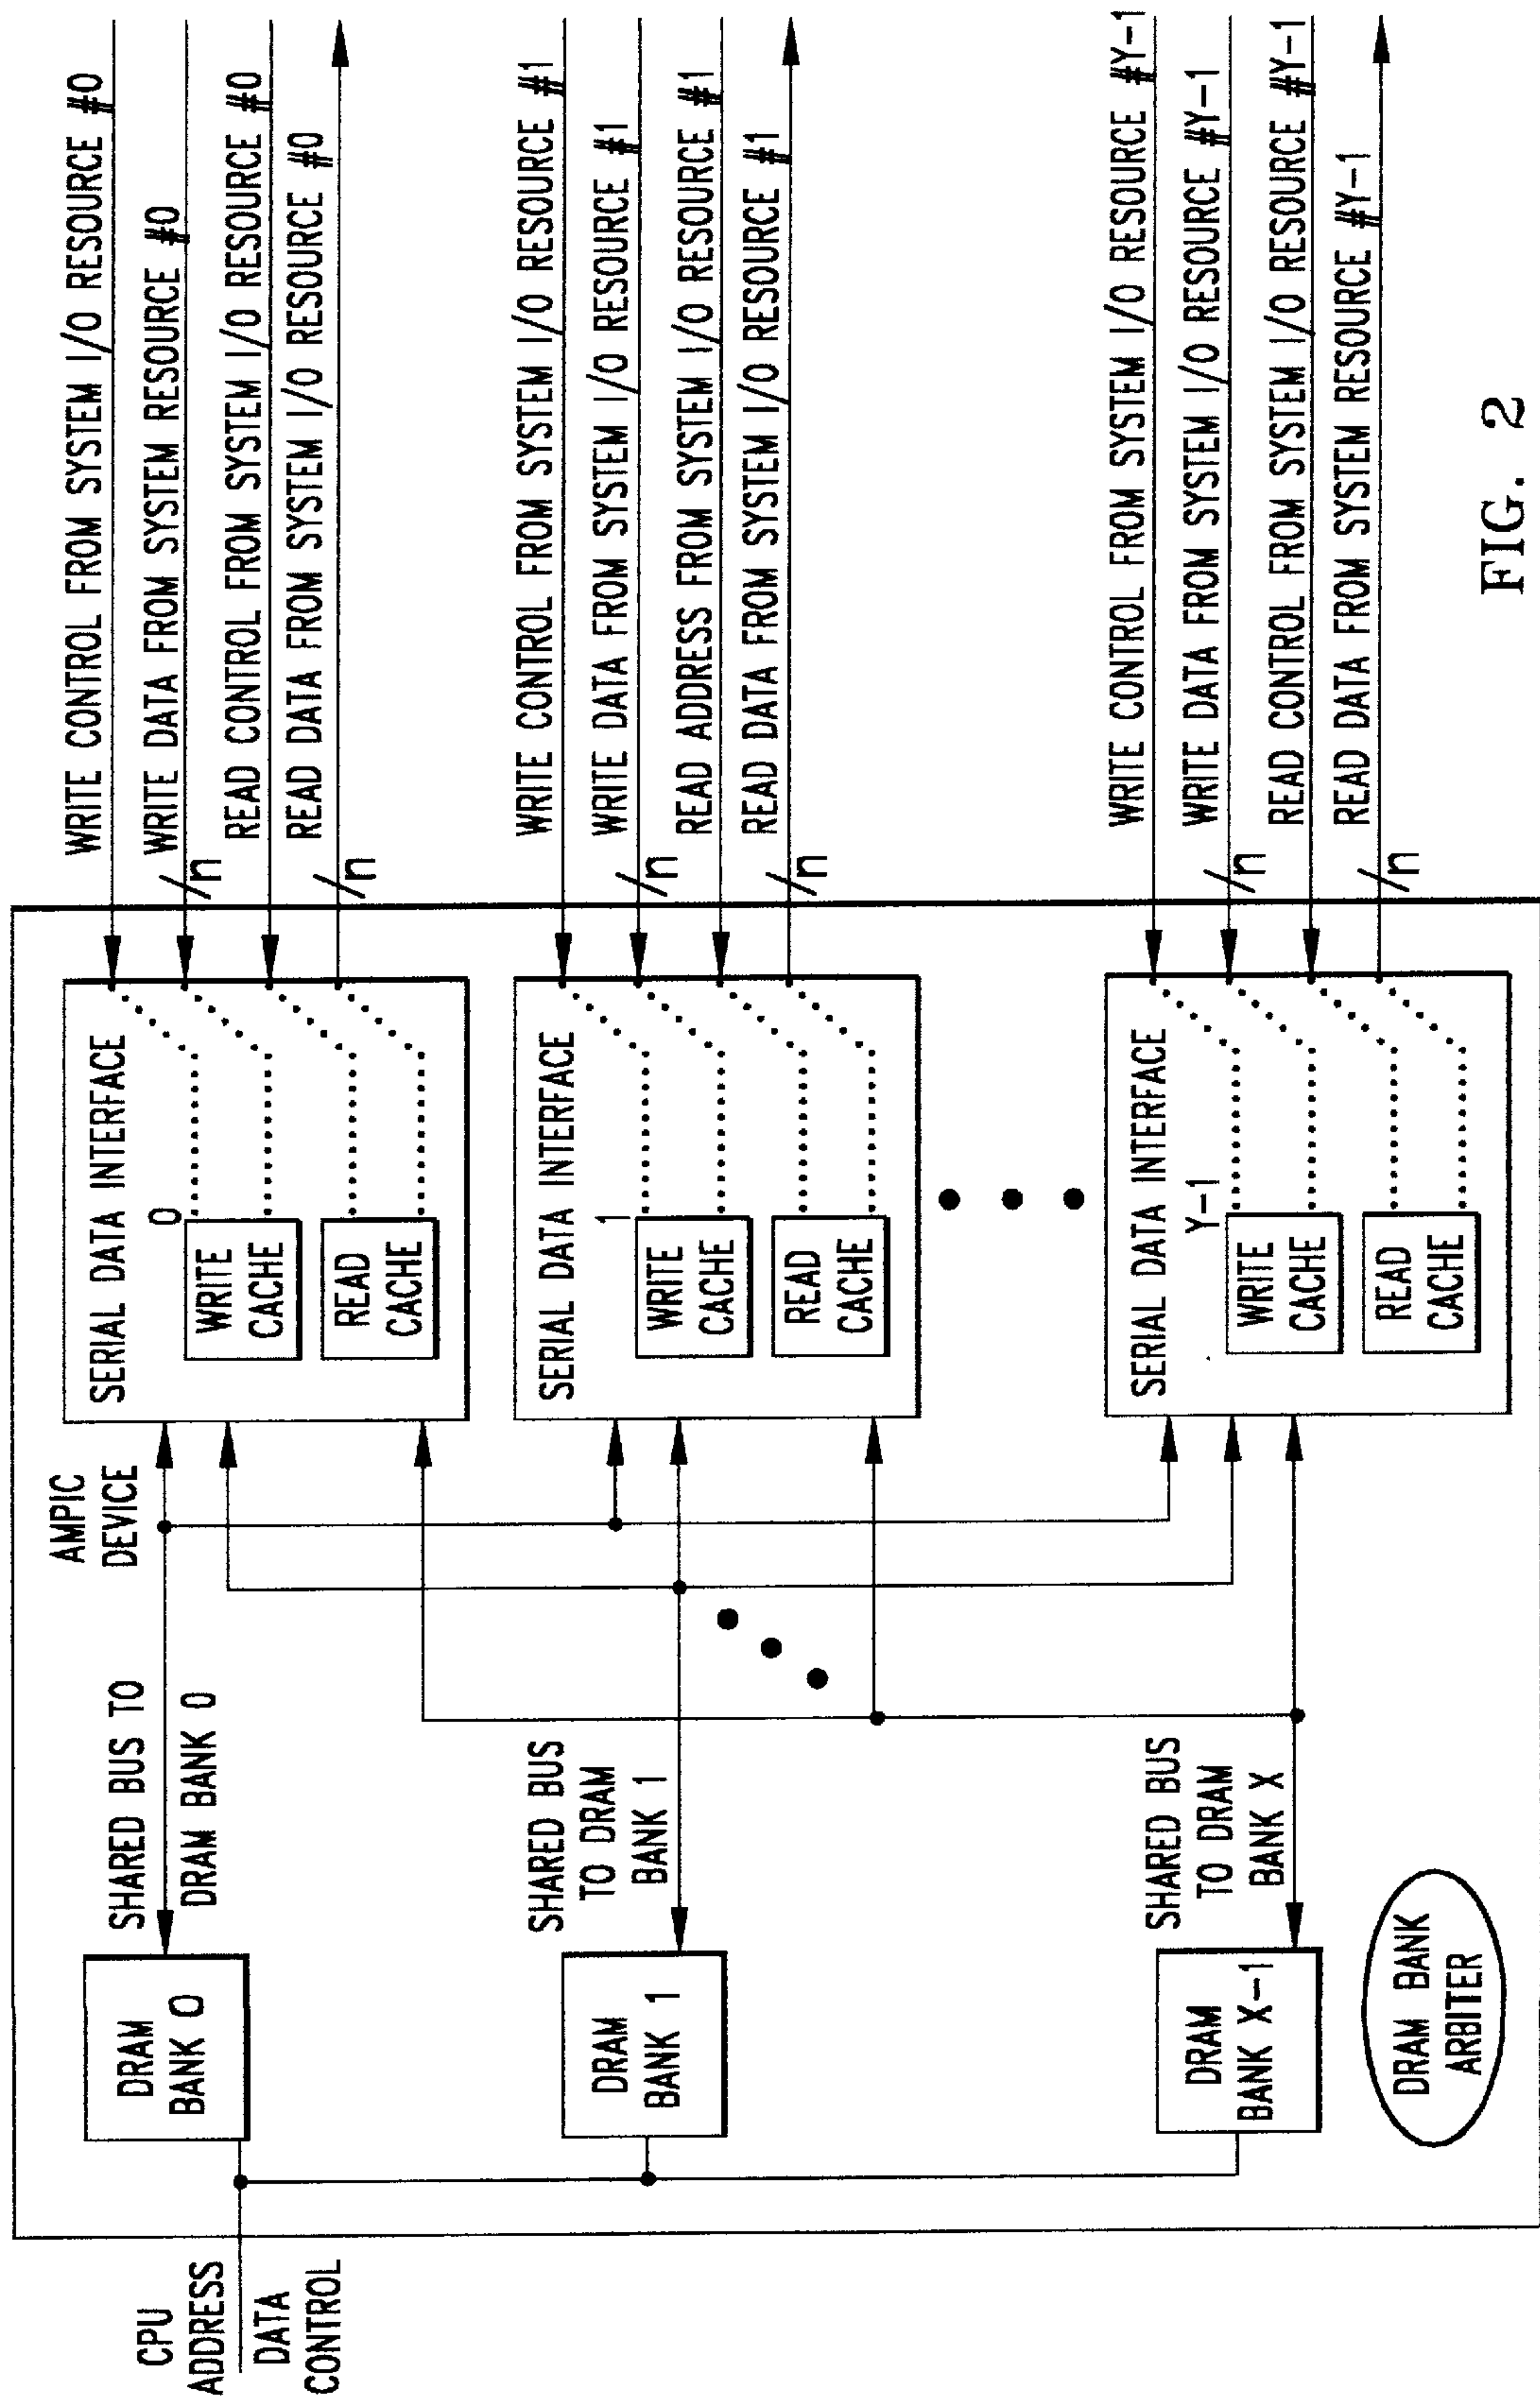 CPU
ADDRESS
DATA
CONTROL
AMPIC
DEVICE
DRAM
BANK 0
SHARED BUS TO
DRAM BANK 0
SERIAL DATA INTERFACE
0
WRITE
CACHE
READ
CACHE
n
n
WRITE CONTROL FROM SYSTEM I/O RESOURCE #0
WRITE DATA FROM SYSTEM RESOURCE #0
READ CONTROL FROM SYSTEM I/O RESOURCE #0
READ DATA FROM SYSTEM I/O RESOURCE #0
DRAM
BANK 1
SHARED BUS
TO DRAM
BANK 1
SERIAL DATA INTERFACE
1
WRITE
CACHE
READ
CACHE
n
n
WRITE CONTROL FROM SYSTEM I/O RESOURCE #1
WRITE DATA FROM SYSTEM I/O RESOURCE #1
READ ADDRESS FROM SYSTEM I/O RESOURCE #1
READ DATA FROM SYSTEM I/O RESOURCE #1
DRAM
BANK X-1
SHARED BUS
TO DRAM
BANK X
SERIAL DATA INTERFACE
Y-1
WRITE
CACHE
READ
CACHE
n
n
WRITE CONTROL FROM SYSTEM I/O RESOURCE #Y-1
WRITE DATA FROM SYSTEM I/O RESOURCE #Y-1
READ CONTROL FROM SYSTEM I/O RESOURCE #Y-1
READ DATA FROM SYSTEM RESOURCE #Y-1
DRAM BANK
ARBITER
FIG. 2